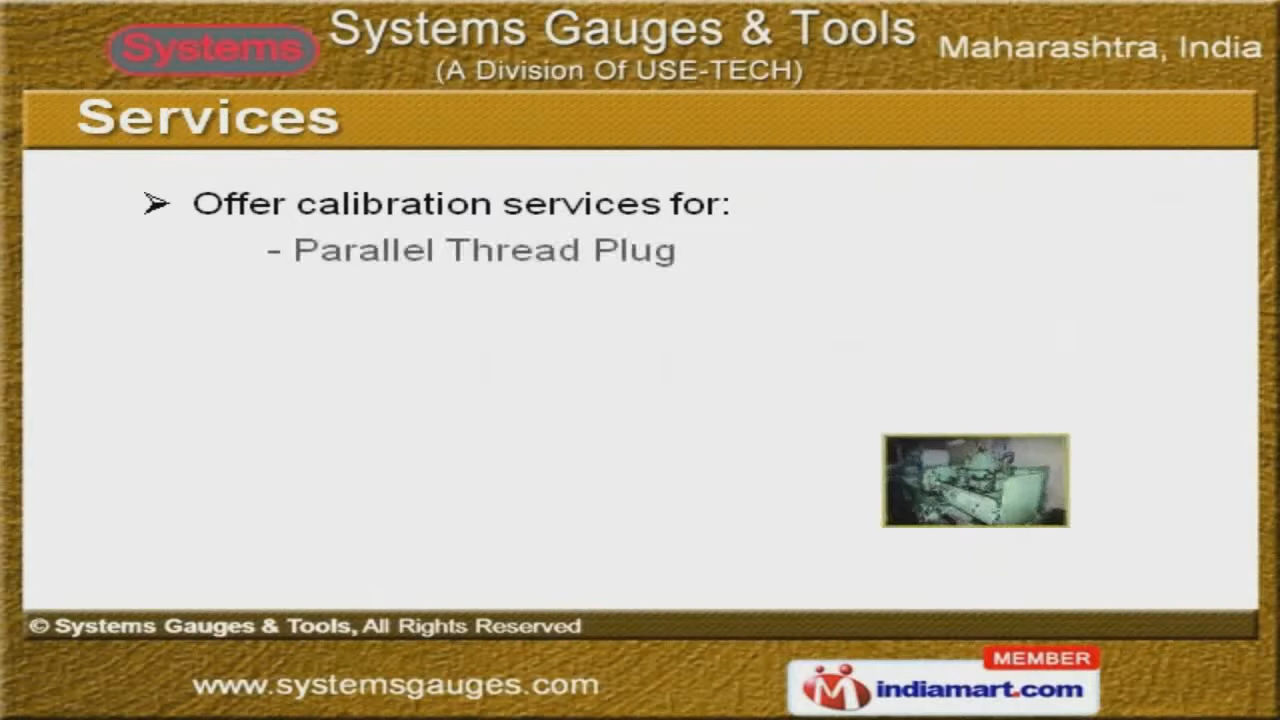 Systems
Systems Gauges & Tools
(A Division Of USE-TECH)
Maharashtra, India
Services
➢ Offer calibration services for:
- Parallel Thread Plug
© Systems Gauges & Tools, All Rights Reserved
www.systemsgauges.com
MEMBER
indiamart.com